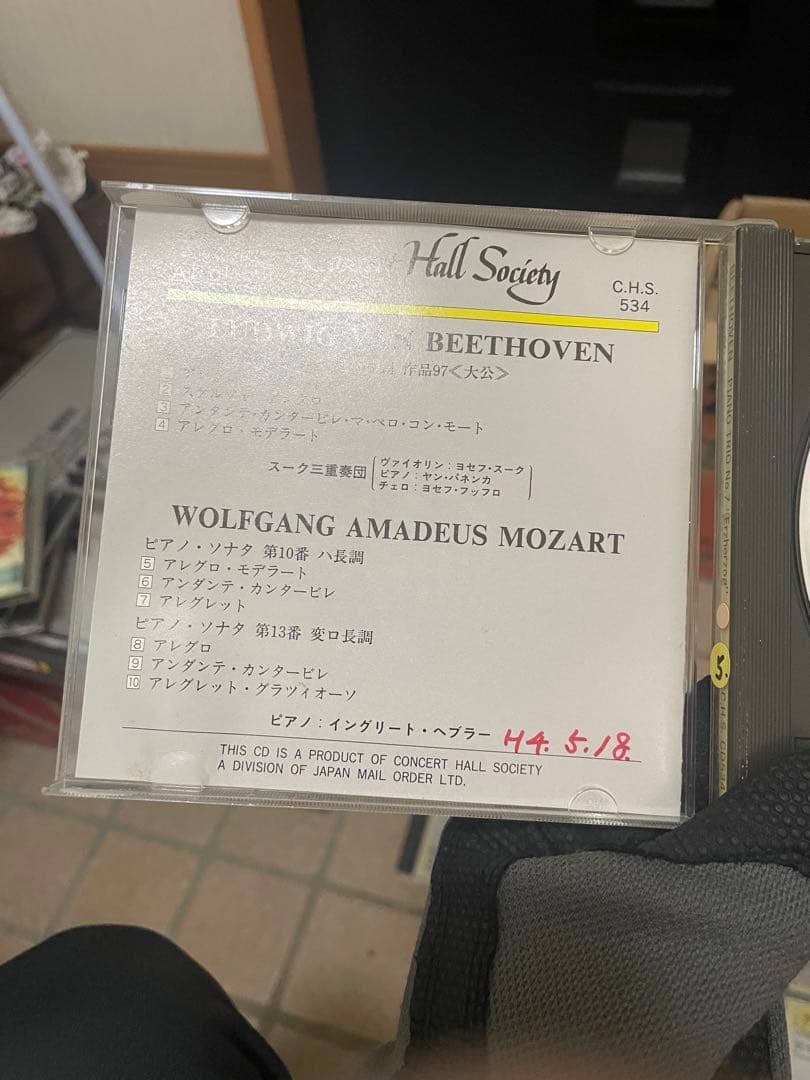 Hall Society
C.H.S.
534
BEETHOVEN
作品97<大公>
3 アンダンテ・カンタービレ・マ・ペロ・コン・モート
4 アレグロ・モデラート
スーク三重奏団
ヴァイオリン:ヨセフ・スーク
ピアノ:ヤン・パネンカ
チェロ:ヨセフ・フッフロ
WOLFGANG AMADEUS MOZART
ピアノ・ソナタ 第10番 ハ長調
5 アレグロ・モデラート
6 アンダンテ・カンタービレ
7 アレグレット
ピアノ・ソナタ 第13番 変ロ長調
8 アレグロ
9 アンダンテ・カンタービレ
10 アレグレット・グラツィオーソ
ピアノ:イングリート・ヘブラー
H4.5.18.
THIS CD IS A PRODUCT OF CONCERT HALL SOCIETY
A DIVISION OF JAPAN MAIL ORDER LTD.
BEETHOVEN PIANO TRIO No.7 "Erzherzog"
5.
C.H.S. CD534